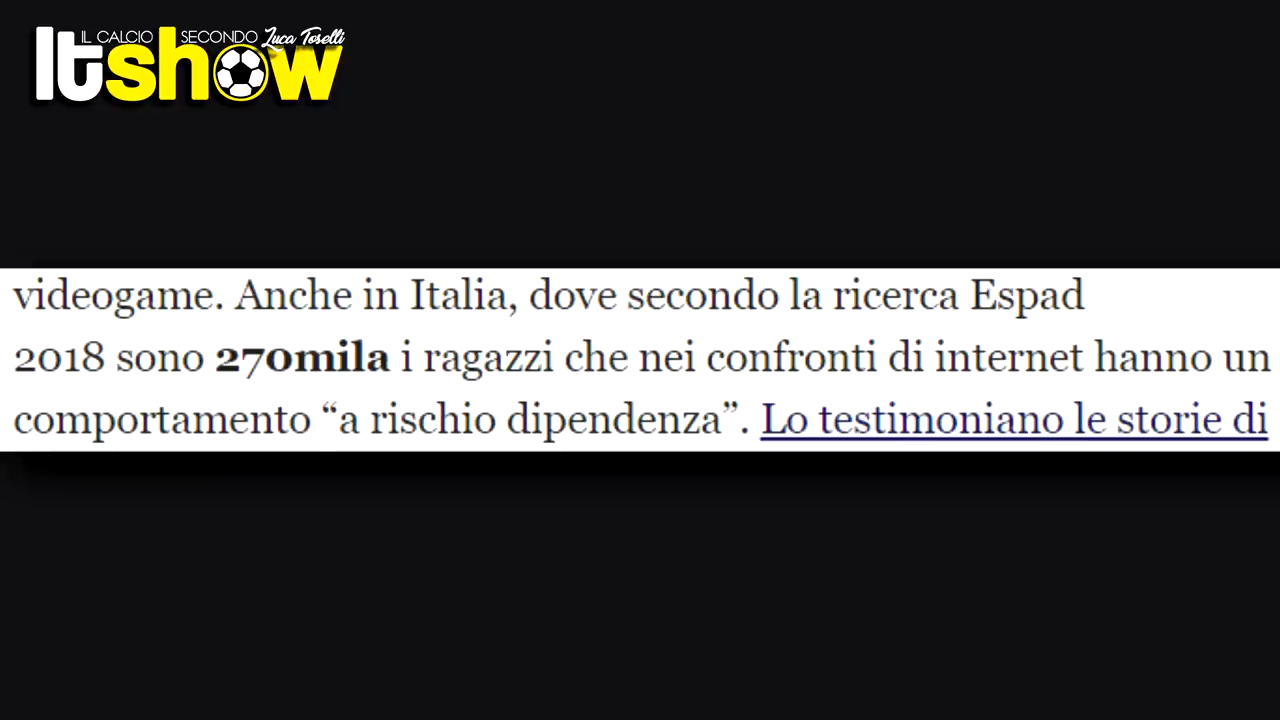 IL CALCIO SECONDO Luca Toselli
ltshow
videogame. Anche in Italia, dove secondo la ricerca Espad
2018 sono 270mila i ragazzi che nei confronti di internet hanno un
comportamento “a rischio dipendenza”. Lo testimoniano le storie di